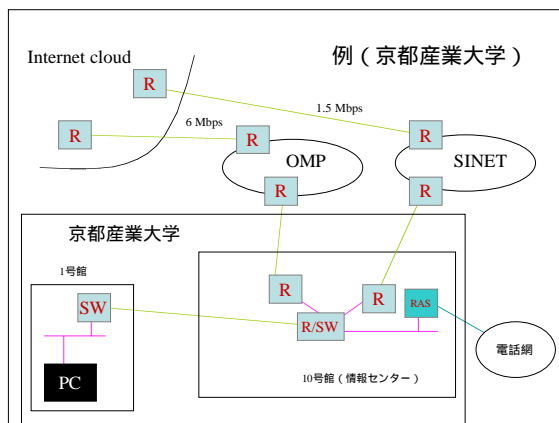 例（京都産業大学）
Internet cloud
R
1.5 Mbps
R
6 Mbps
R
R
OMP
SINET
R
R
京都産業大学
1号館
SW
R
R
RAS
R/SW
電話網
PC
10号館（情報センター）